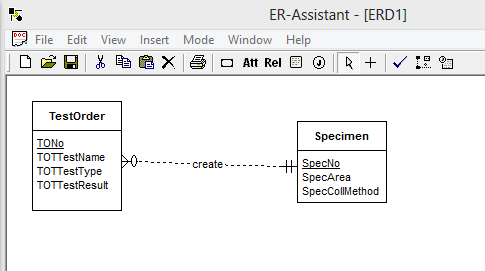 ER-Assistant - [ERD1]
DOC File Edit View Insert Mode Window Help
Att Rel J
TestOrder
TONo
TOTTestName
TOTTestType
TOTTestResult
create
Specimen
SpecNo
SpecArea
SpecCollMethod